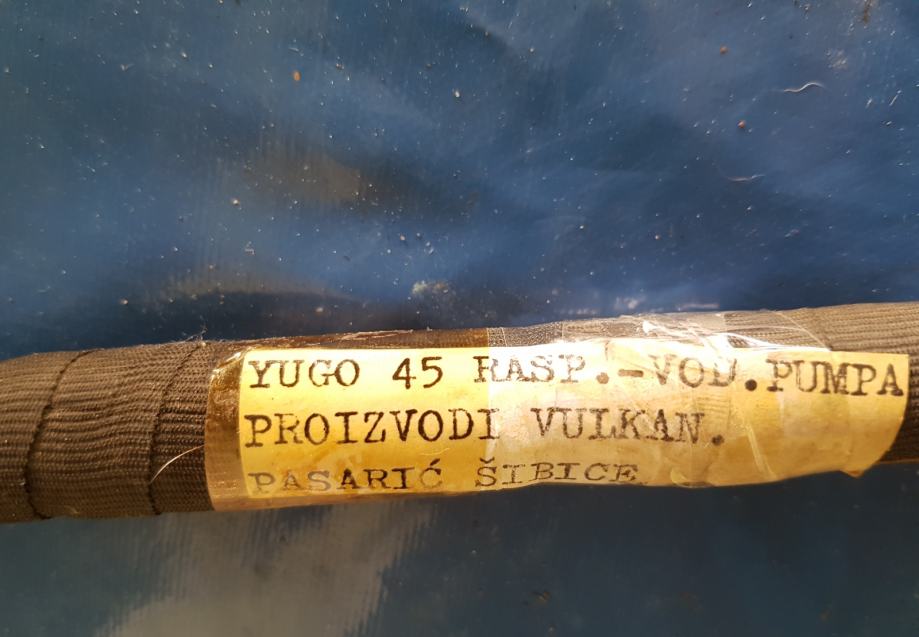 YUGO 45 RASP.-VOD.PUMPA
PROIZVODI VULKAN.
PASARIĆ ŠIBICE